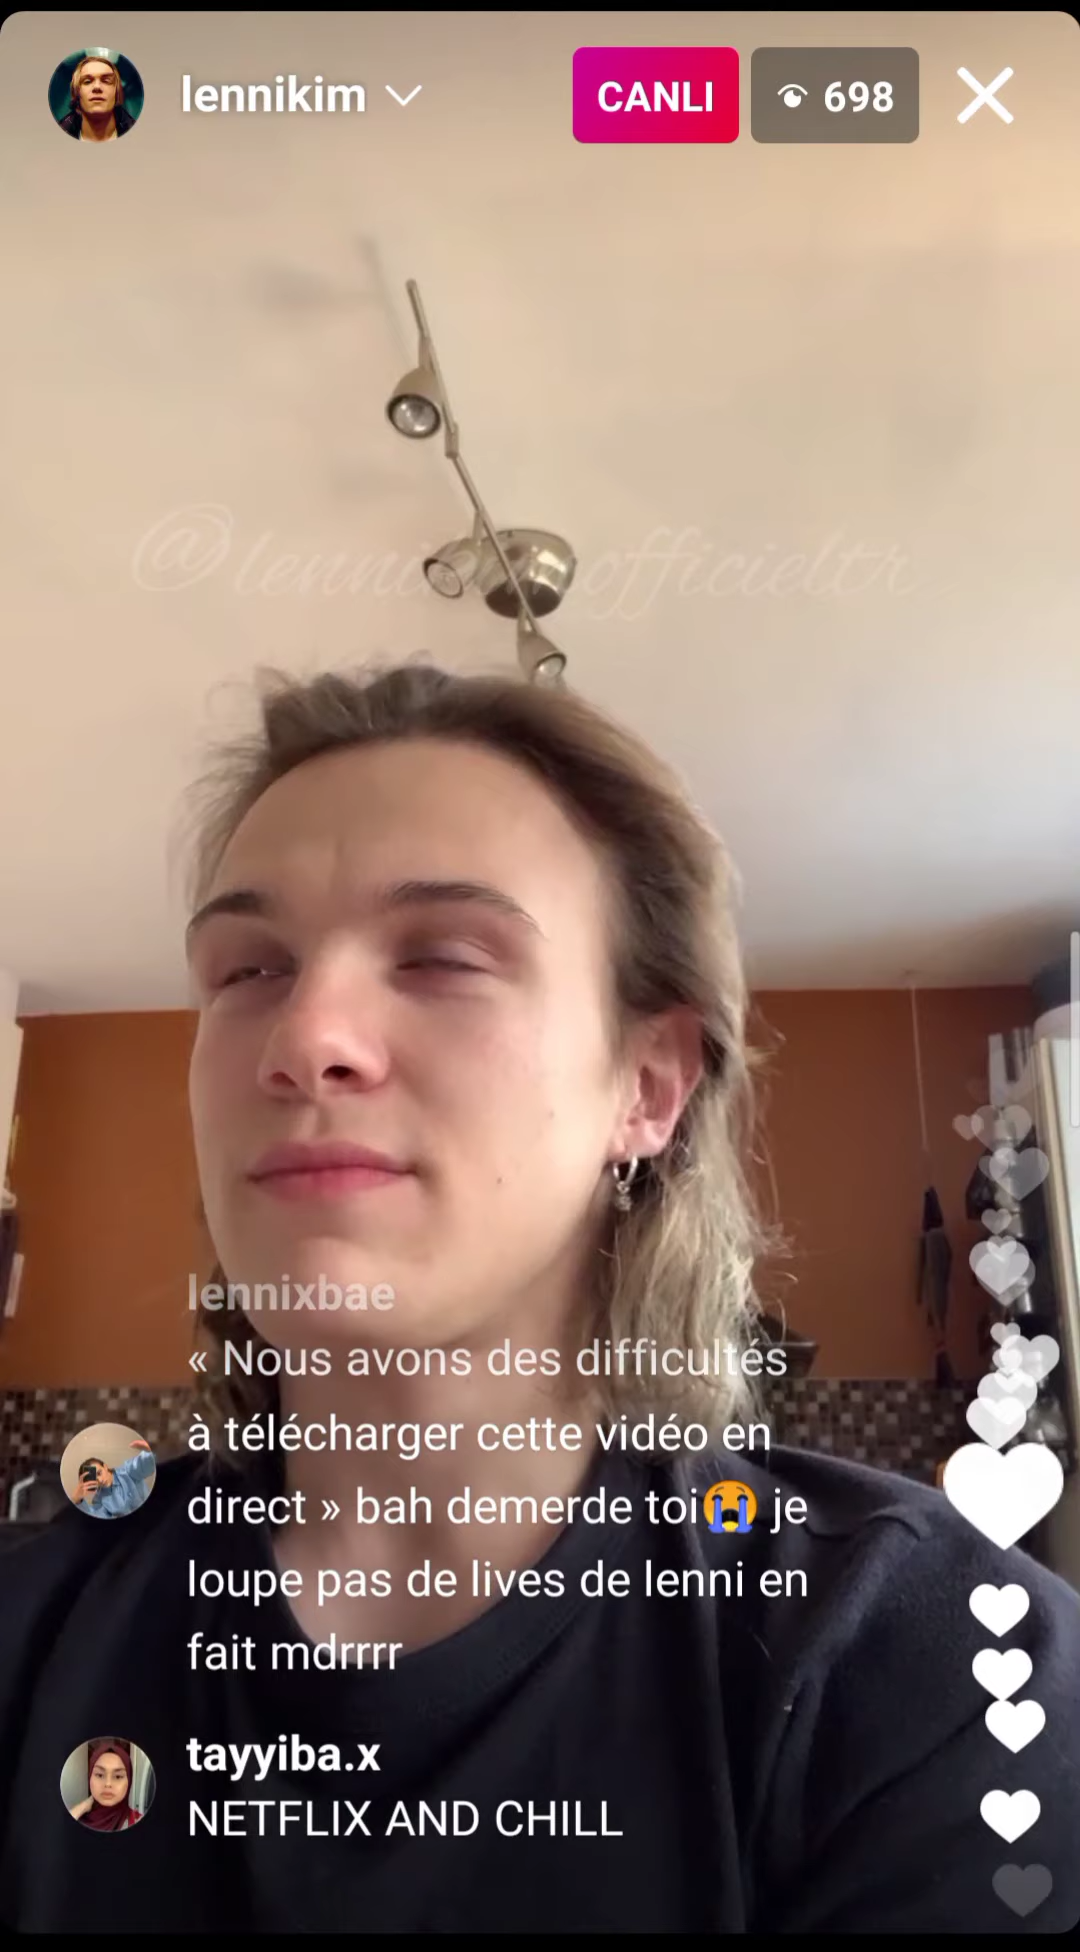 lennikim
CANLI
698
@lennikimofficieltr
lennixbae
« Nous avons des difficultés
à télécharger cette vidéo en
direct » bah demerde toi😭 je
loupe pas de lives de lenni en
fait mdrrrr
tayyiba.x
NETFLIX AND CHILL